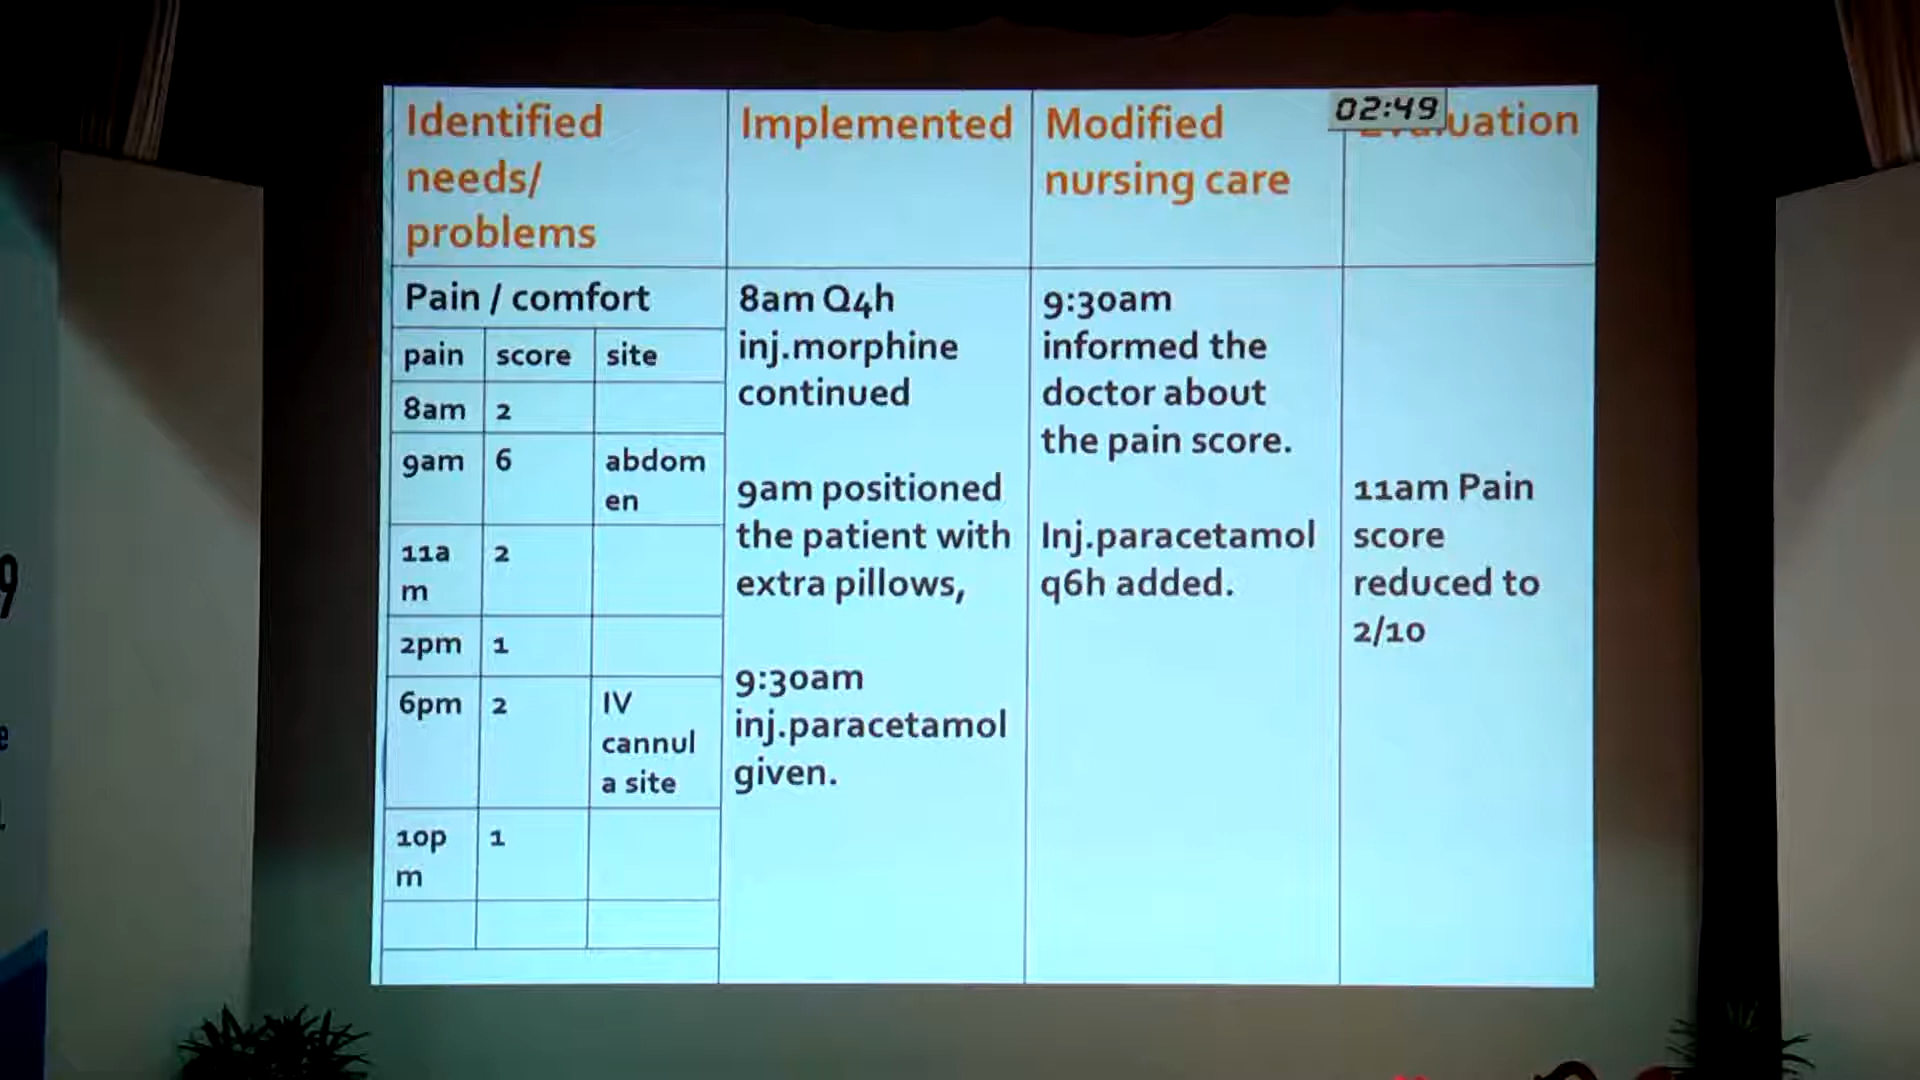 Identified
needs/
problems
Implemented
Modified
nursing care
02:49
Pain / comfort
pain score site
8am 2
9am 6 abdom
en
11a 2
m
2pm 1
6pm 2 IV
cannul
a site
10p 1
m
8am Q4h
inj.morphine
continued
9am positioned
the patient with
extra pillows,
9:30am
inj.paracetamol
given.
9:30am
informed the
doctor about
the pain score.
Inj.paracetamol
q6h added.
11am Pain
score
reduced to
2/10